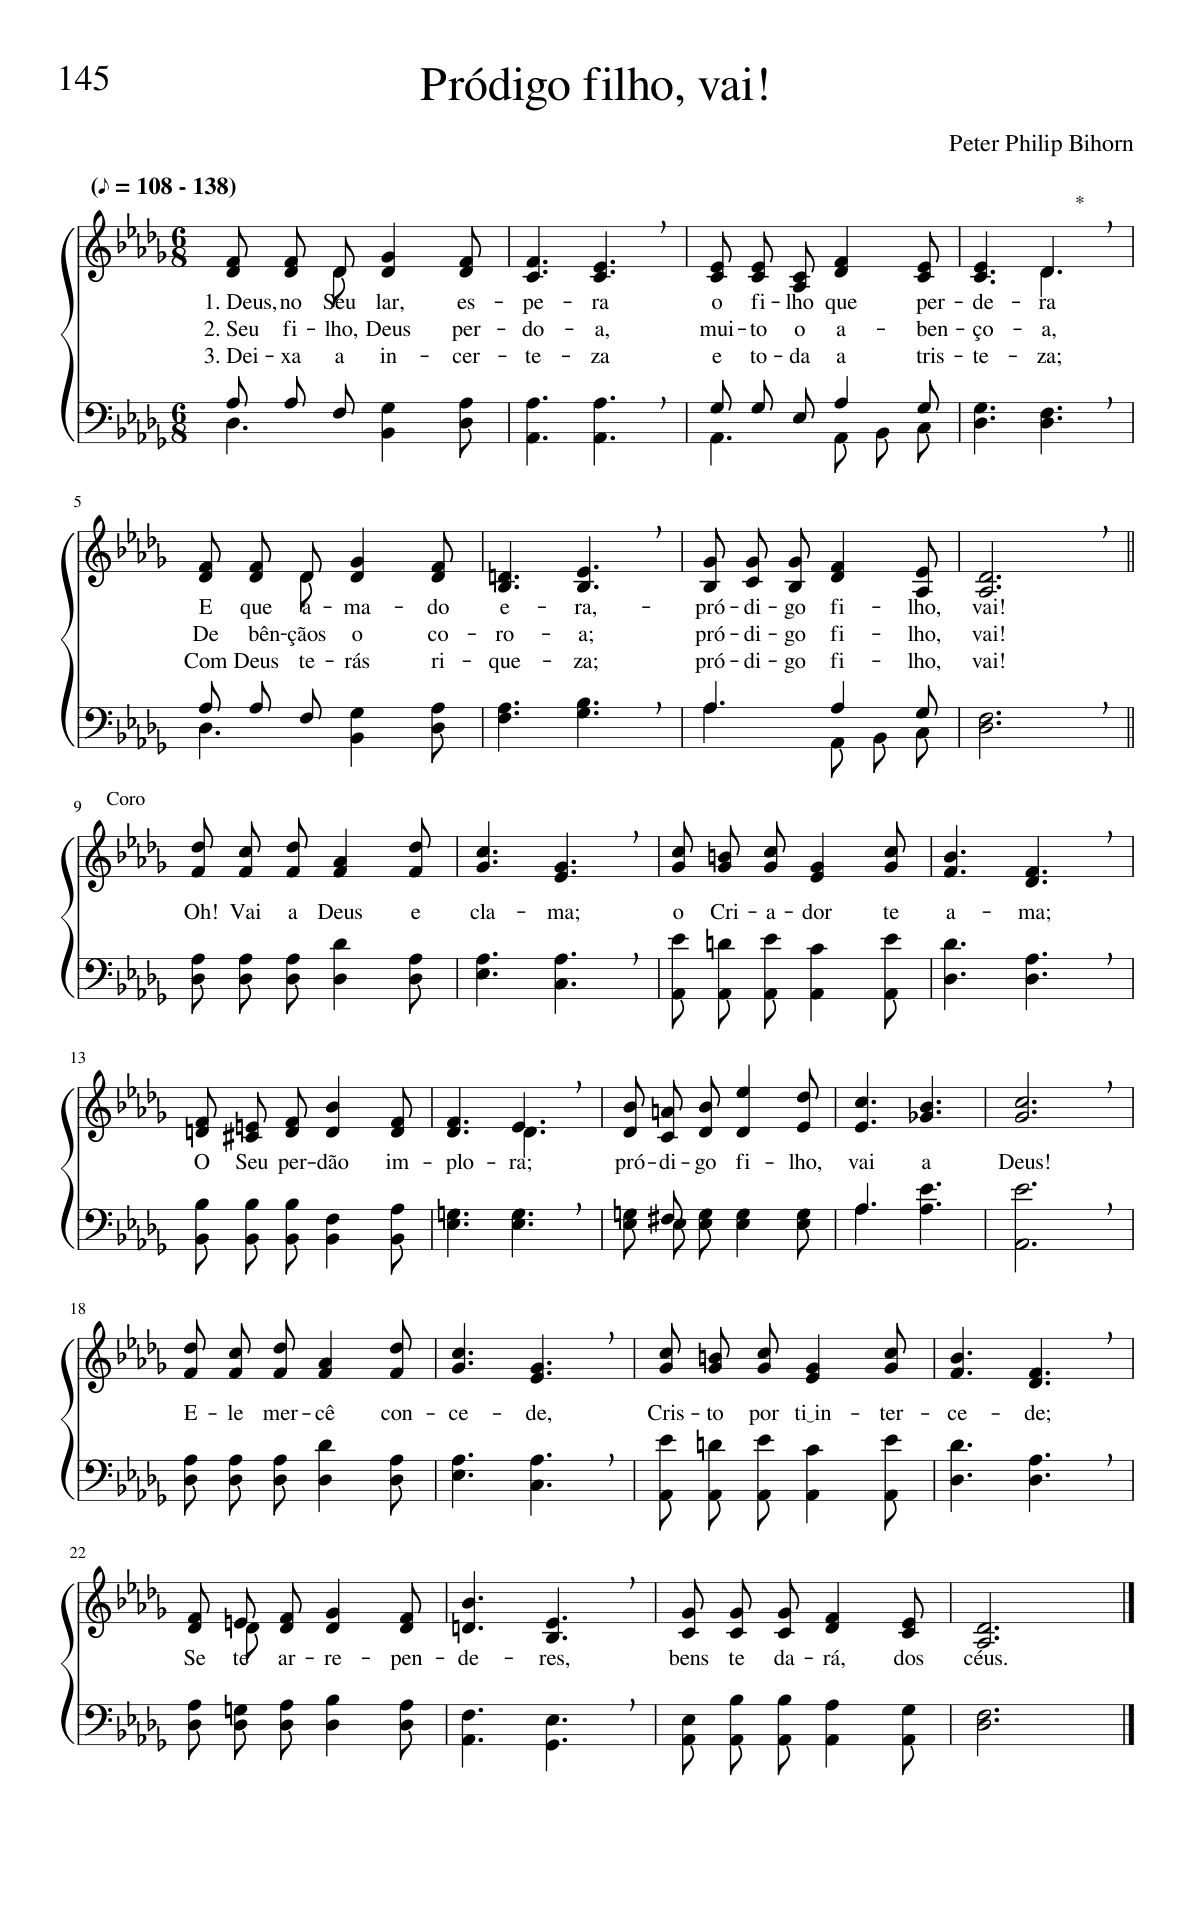 145
Pródigo filho, vai!
Peter Philip Bihorn
(♪ = 108 - 138)
*
6 8
1. Deus, no Seu lar, es - pe - ra o fi - lho que per - de - ra
2. Seu fi - lho, Deus per - do - a, mui - to o a - ben - ço - a,
3. Dei - xa a in - cer - te - za e to - da a tris - te - za;
6 8
5
E que a - ma - do e - ra, - pró - di - go fi - lho, vai!
De bên - çãos o co - ro - a; pró - di - go fi - lho, vai!
Com Deus te - rás ri - que - za; pró - di - go fi - lho, vai!
9 Coro
Oh! Vai a Deus e cla - ma; o Cri - a - dor te a - ma;
13
O Seu per - dão im - plo - ra; pró - di - go fi - lho, vai a Deus!
18
E - le mer - cê con - ce - de, Cris - to por ti‿in - ter - ce - de;
22
Se te ar - re - pen - de - res, bens te da - rá, dos céus.